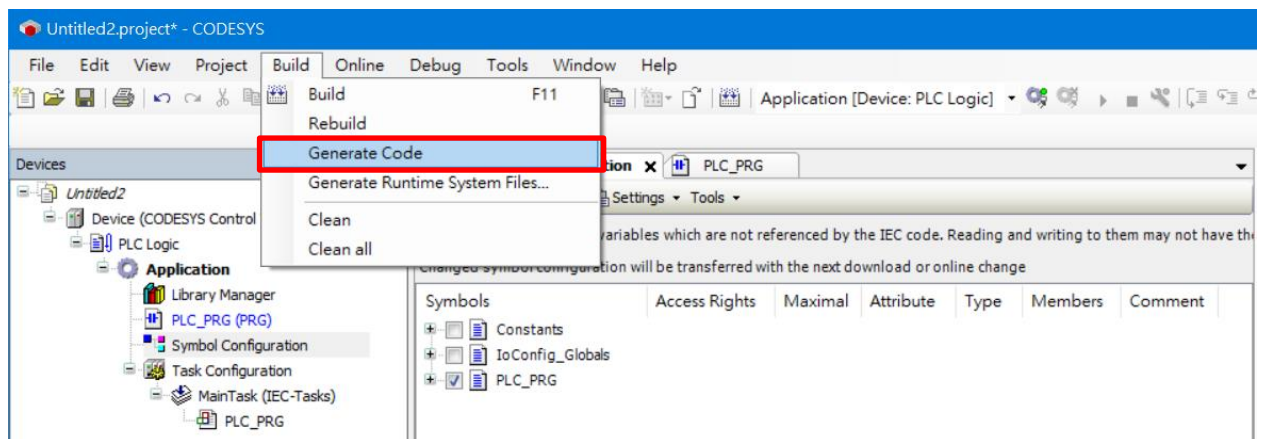 Untitled2.project* - CODESYS
File Edit View Project Build Online Debug Tools Window Help
Build F11
Application [Device: PLC Logic]
Rebuild
Generate Code
Devices
PLC_PRG
Generate Runtime System Files...
Settings Tools
Untitled2
Device (CODESYS Control
Clean
variables which are not referenced by the IEC code. Reading and writing to them may not have the
PLC Logic
Clean all
Changed symbol configuration will be transferred with the next download or online change
Application
Library Manager
PLC_PRG (PRG)
Symbol Configuration
Task Configuration
MainTask (IEC-Tasks)
PLC_PRG
Symbols Access Rights Maximal Attribute Type Members Comment
Constants
IoConfig_Globals
PLC_PRG